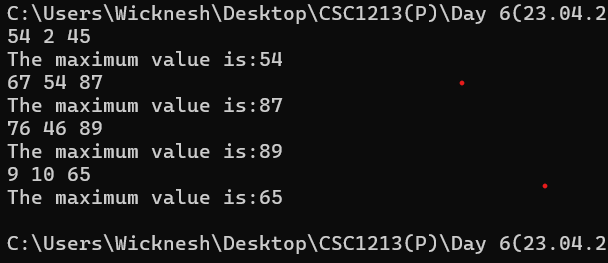 C:\Users\Wicknesh\Desktop\CSC1213(P)\Day 6(23.04.2
54 2 45
The maximum value is:54
67 54 87
The maximum value is:87
76 46 89
The maximum value is:89
9 10 65
The maximum value is:65
C:\Users\Wicknesh\Desktop\CSC1213(P)\Day 6(23.04.2